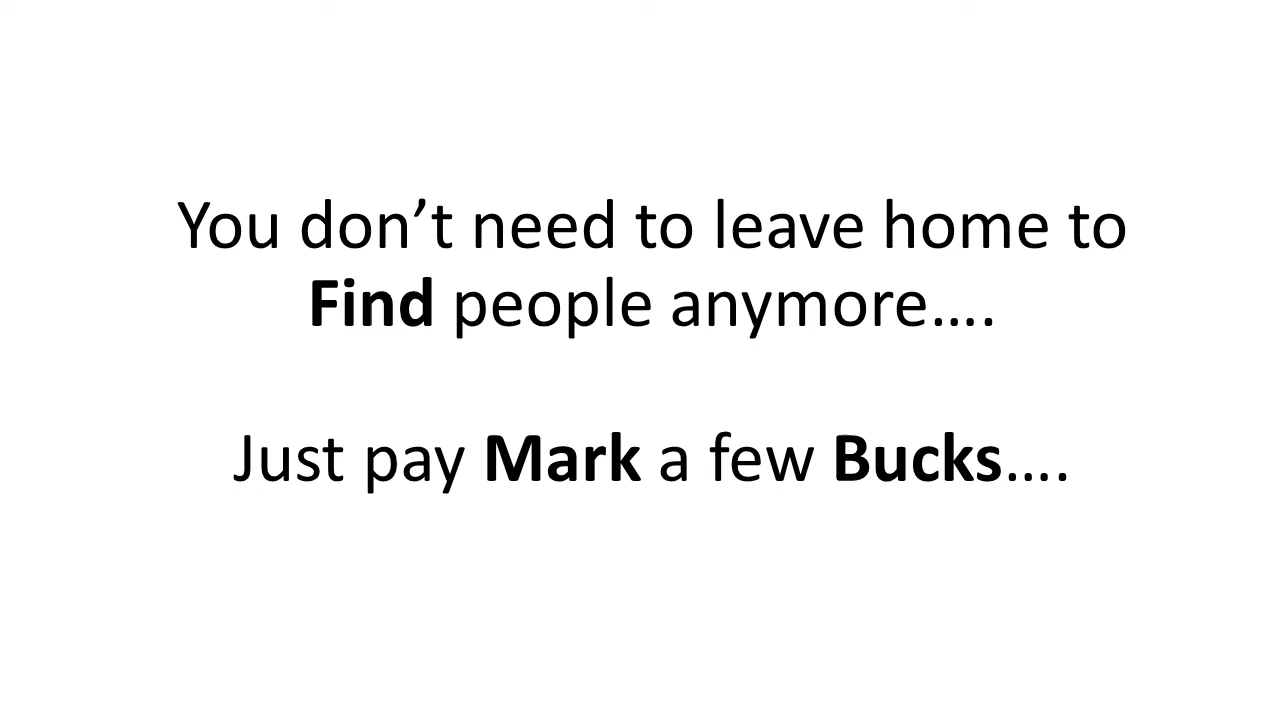 You don’t need to leave home to
Find people anymore….
Just pay Mark a few Bucks….